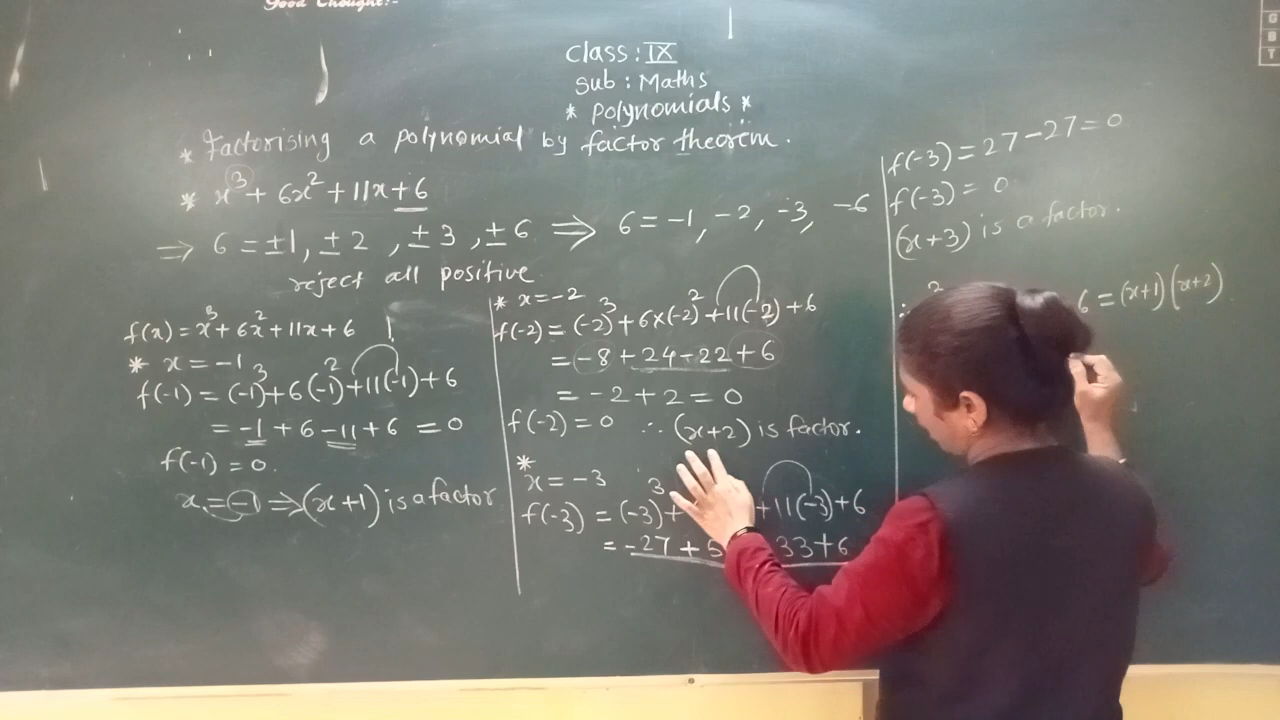 Good Thought:-
Class: IX
Sub: Maths
* Polynomials *
* Factorising a polynomial by factor theorem.
* x³ + 6x² + 11x + 6
⇒ 6 = ±1, ±2, ±3, ±6 ⇒ 6 = -1, -2, -3, -6
reject all positive
f(x) = x³ + 6x² + 11x + 6
* x = -1
f(-1) = (-1)³ + 6(-1)² + 11(-1) + 6
= -1 + 6 - 11 + 6 = 0
f(-1) = 0.
x = -1 ⇒ (x+1) is a factor
* x = -2
f(-2) = (-2)³ + 6×(-2)² + 11(-2) + 6
= -8 + 24 - 22 + 6
= -2 + 2 = 0
f(-2) = 0 ∴ (x+2) is factor.
*
x = -3
f(-3) = (-3)³ + +11(-3)+6
= -27 + 5 33+6
f(-3) = 27-27 = 0
f(-3) = 0
(x+3) is a factor.
∴ 6 = (x+1)(x+2)
G
B
T